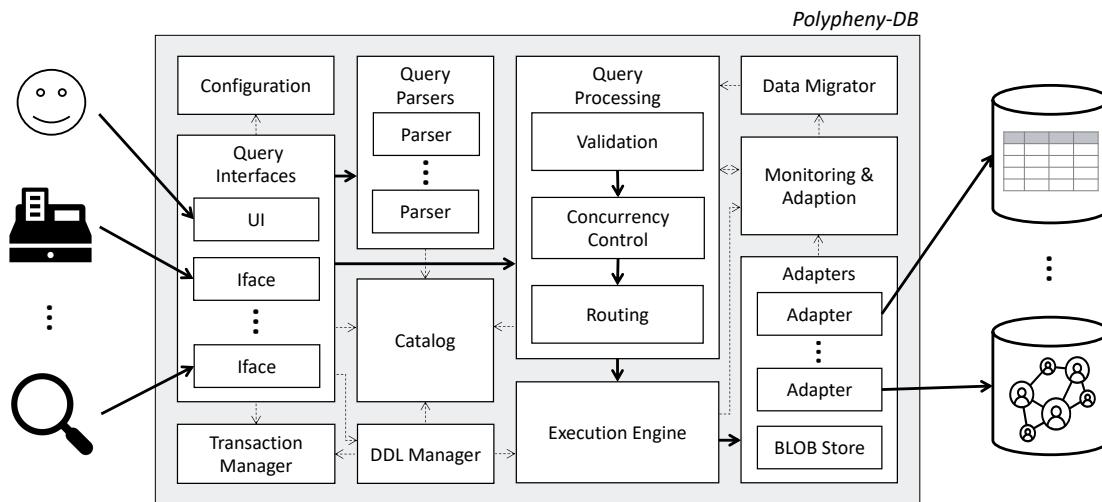 Polypheny-DB
Configuration
Query
Interfaces
UI
Iface
Iface
Transaction
Manager
Query
Parsers
Parser
Parser
Catalog
DDL Manager
Query
Processing
Validation
Concurrency
Control
Routing
Execution Engine
Data Migrator
Monitoring &
Adaption
Adapters
Adapter
Adapter
BLOB Store